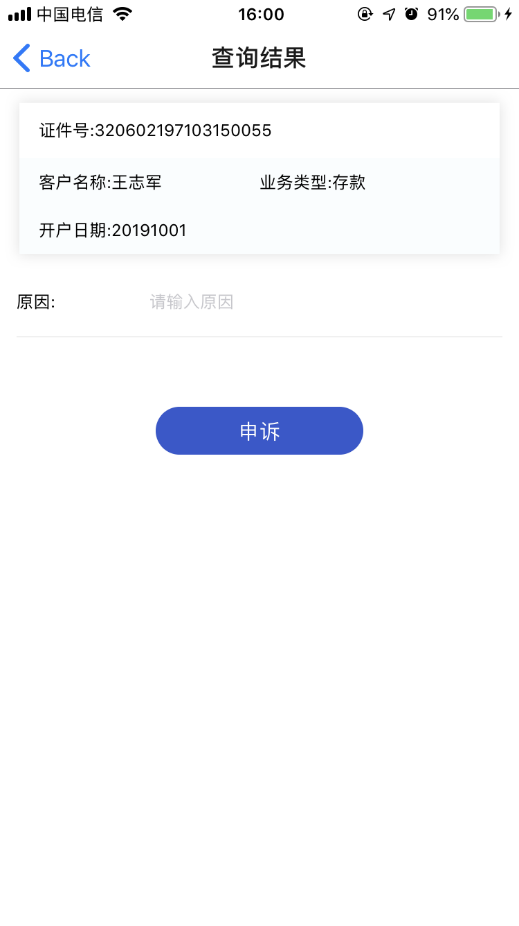 中国电信 16:00 91%
Back 查询结果
证件号:320602197103150055
客户名称:王志军 业务类型:存款
开户日期:20191001
原因: 请输入原因
申诉